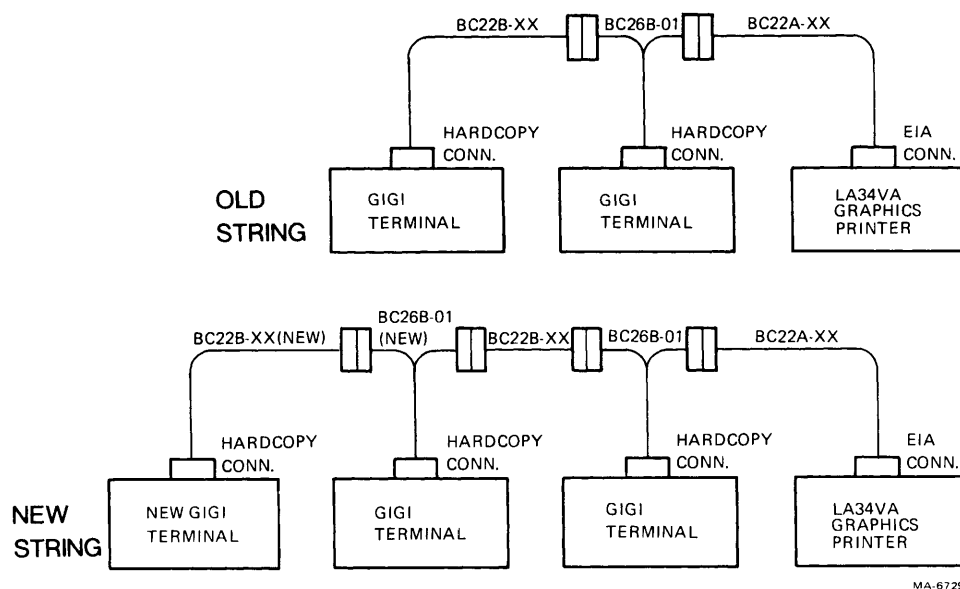 BC22B-XX BC26B-01 BC22A-XX
HARDCOPY
CONN.
HARDCOPY
CONN.
EIA
CONN.
OLD
STRING
GIGI
TERMINAL
GIGI
TERMINAL
LA34VA
GRAPHICS
PRINTER
BC22B-XX(NEW)
BC26B-01
(NEW)
BC22B-XX
BC26B-01
BC22A-XX
HARDCOPY
CONN.
HARDCOPY
CONN.
HARDCOPY
CONN.
EIA
CONN.
NEW
STRING
NEW GIGI
TERMINAL
GIGI
TERMINAL
GIGI
TERMINAL
LA34VA
GRAPHICS
PRINTER
MA-6729